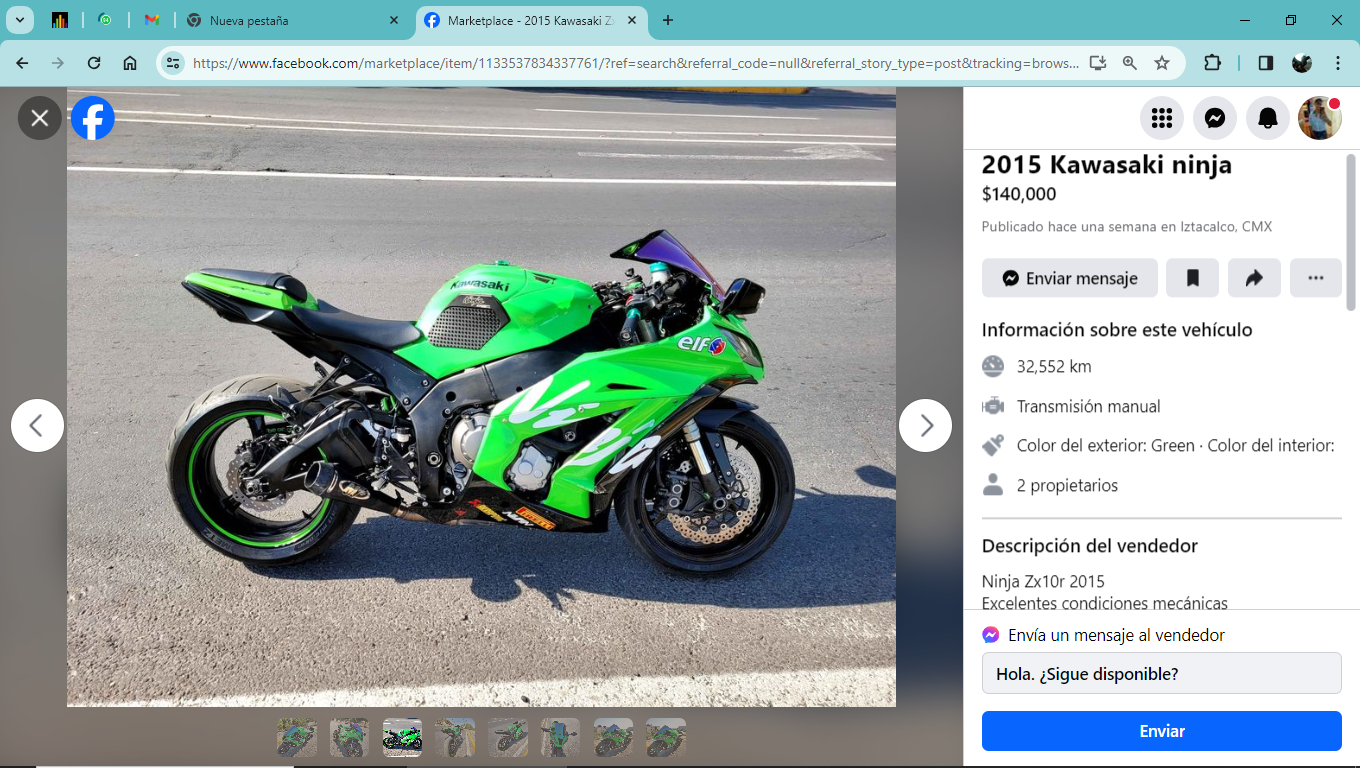 Nueva pestaña
Marketplace - 2015 Kawasaki Z
https://www.facebook.com/marketplace/item/1133537834337761/?ref=search&referral_code=null&referral_story_type=post&tracking=brows...
Kawasaki
elf
2015 Kawasaki ninja
$140,000
Publicado hace una semana en Iztacalco, CMX
Enviar mensaje
Información sobre este vehículo
32,552 km
Transmisión manual
Color del exterior: Green · Color del interior:
2 propietarios
Descripción del vendedor
Ninja Zx10r 2015
Excelentes condiciones mecánicas
Envía un mensaje al vendedor
Hola. ¿Sigue disponible?
Enviar